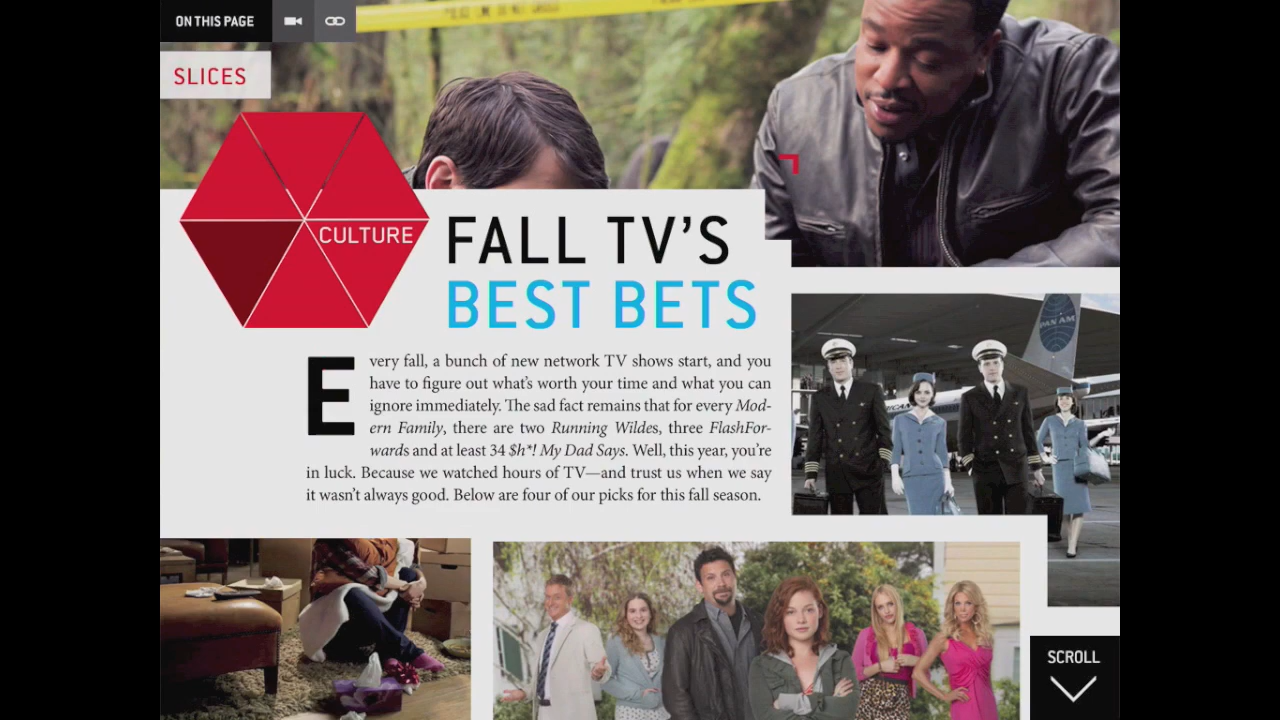 ON THIS PAGE
SLICES
CULTURE
FALL TV'S
BEST BETS
Every fall, a bunch of new network TV shows start, and you
have to figure out what's worth your time and what you can
ignore immediately. The sad fact remains that for every Mod-
ern Family, there are two Running Wildes, three FlashFor-
wards and at least 34 $h*! My Dad Says. Well, this year, you're
in luck. Because we watched hours of TV—and trust us when we say
it wasn't always good. Below are four of our picks for this fall season.
PAN AM
SCROLL